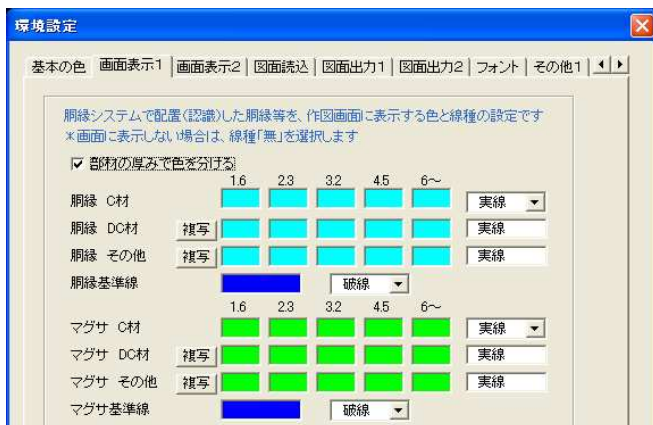 環境設定
基本の色 画面表示1 画面表示2 図面読込 図面出力1 図面出力2 フォント その他1
胴縁システムで配置(認識)した胴縁等を、作図画面に表示する色と線種の設定です
※画面に表示しない場合は、線種「無」を選択します
部材の厚みで色を分ける
1.6 2.3 3.2 4.5 6～
胴縁 C材 実線
胴縁 DC材 複写 実線
胴縁 その他 複写 実線
胴縁基準線 破線
1.6 2.3 3.2 4.5 6～
マグサ C材 実線
マグサ DC材 複写 実線
マグサ その他 複写 実線
マグサ基準線 破線